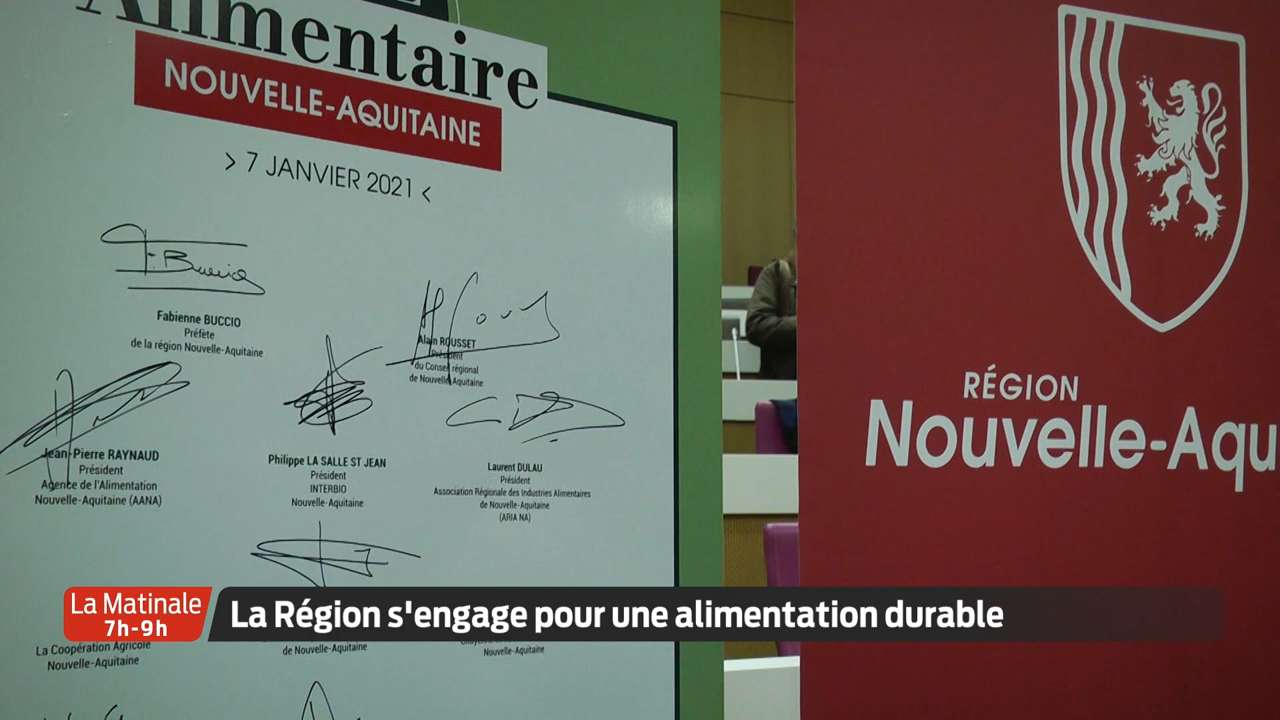 Alimentaire
NOUVELLE-AQUITAINE
> 7 JANVIER 2021 <
Fabienne BUCCIO
Préfète
de la région Nouvelle-Aquitaine
Alain ROUSSET
Président
du Conseil régional
de Nouvelle-Aquitaine
Jean-Pierre RAYNAUD
Président
Agence de l'Alimentation
Nouvelle-Aquitaine (AANA)
Philippe LA SALLE ST JEAN
Président
INTERBIO
Nouvelle-Aquitaine
Laurent DULAU
Président
Association Régionale des Industries Alimentaires
de Nouvelle-Aquitaine
(ARIA NA)
La Coopération Agricole
Nouvelle-Aquitaine
de Nouvelle-Aquitaine
Nouvelle-Aquitaine
RÉGION
Nouvelle-Aqu
La Matinale
7h-9h
La Région s'engage pour une alimentation durable